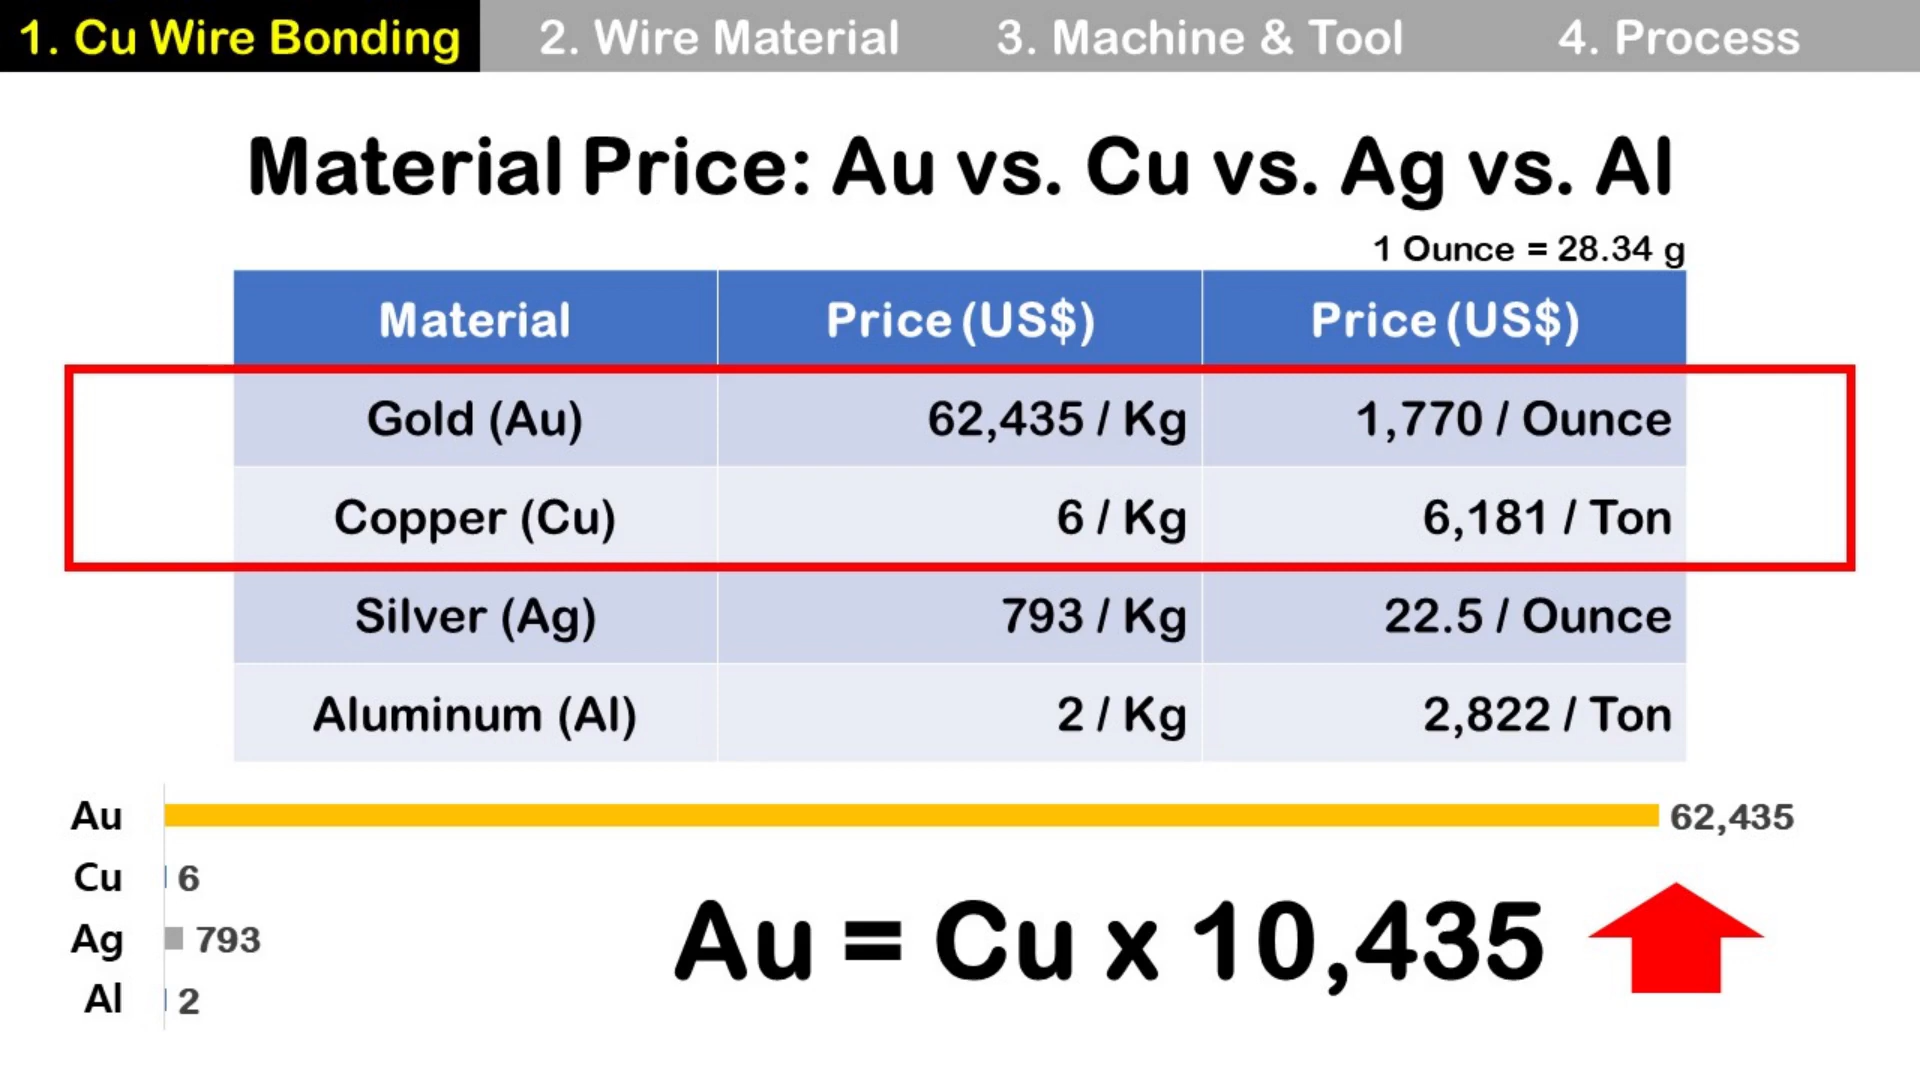 1. Cu Wire Bonding 2. Wire Material 3. Machine & Tool 4. Process
Material Price: Au vs. Cu vs. Ag vs. Al
1 Ounce = 28.34 g
Material Price (US$) Price (US$)
Gold (Au) 62,435 / Kg 1,770 / Ounce
Copper (Cu) 6 / Kg 6,181 / Ton
Silver (Ag) 793 / Kg 22.5 / Ounce
Aluminum (Al) 2 / Kg 2,822 / Ton
Au 62,435
Cu 6
Ag 793
Al 2
Au = Cu x 10,435